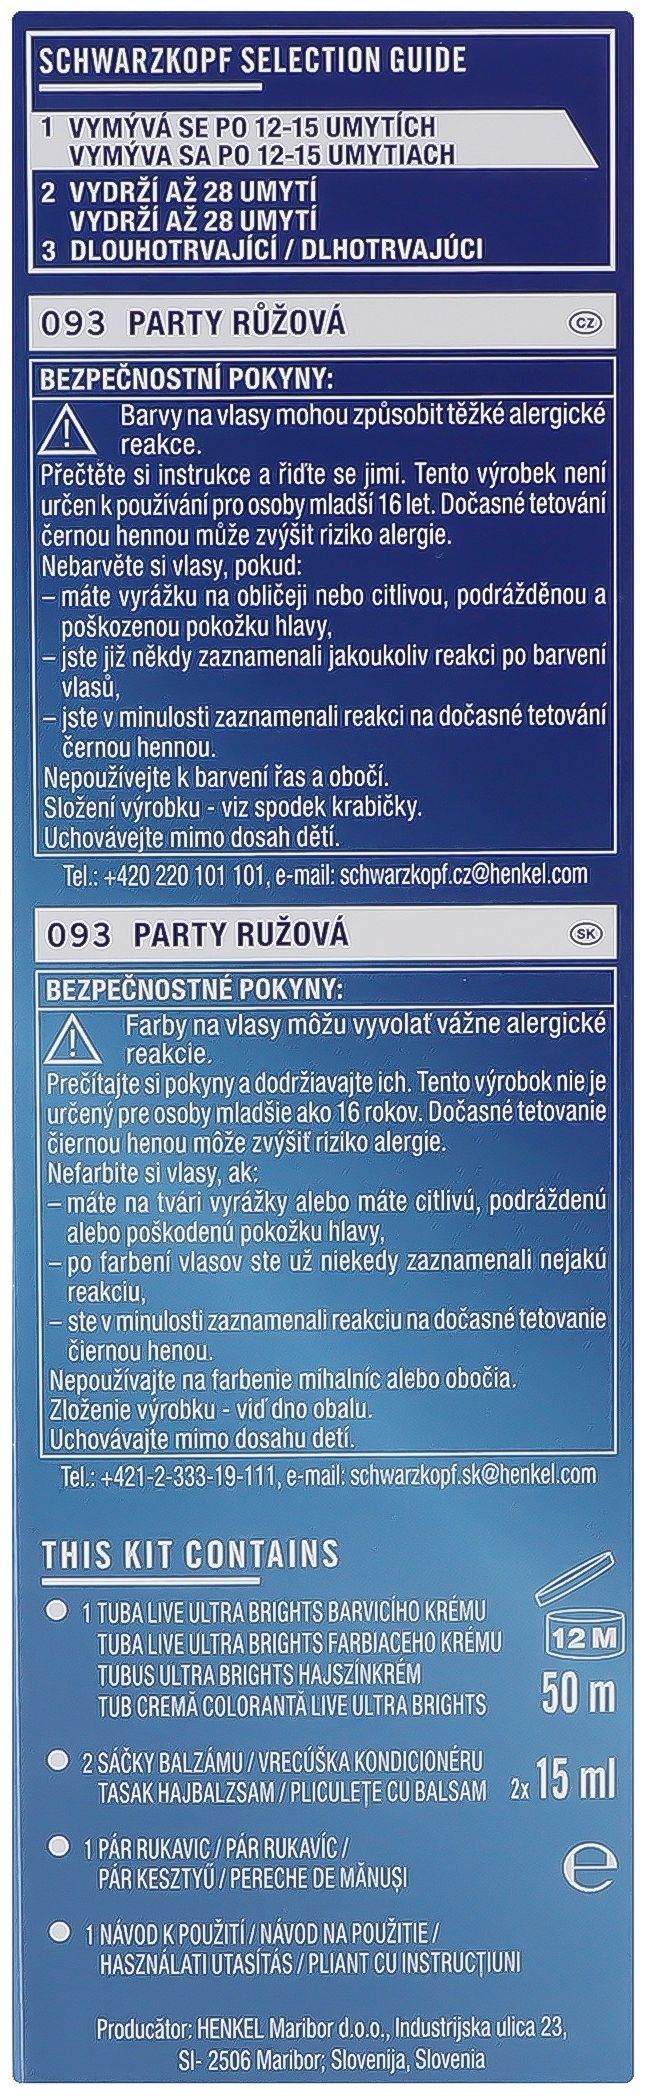 SCHWARZKOPF SELECTION GUIDE
1 VYMÝVÁ SE PO 12-15 UMYTÍCH
VYMÝVA SA PO 12-15 UMYTIACH
2 VYDRŽÍ AŽ 28 UMYTÍ
VYDRŽÍ AŽ 28 UMYTÍ
3 DLOUHOTRVAJÍCÍ / DLHOTRVAJÚCI
093 PARTY RŮŽOVÁ CZ
BEZPEČNOSTNÍ POKYNY:
Barvy na vlasy mohou způsobit těžké alergické
reakce.
Přečtěte si instrukce a řiďte se jimi. Tento výrobek není
určen k používání pro osoby mladší 16 let. Dočasné tetování
černou hennou může zvýšit riziko alergie.
Nebarvěte si vlasy, pokud:
– máte vyrážku na obličeji nebo citlivou, podrážděnou a
poškozenou pokožku hlavy,
– jste již někdy zaznamenali jakoukoliv reakci po barvení
vlasů,
– jste v minulosti zaznamenali reakci na dočasné tetování
černou hennou.
Nepoužívejte k barvení řas a obočí.
Složení výrobku - viz spodek krabičky.
Uchovávejte mimo dosah dětí.
Tel.: +420 220 101 101, e-mail: schwarzkopf.cz@henkel.com
093 PARTY RUŽOVÁ SK
BEZPEČNOSTNÉ POKYNY:
Farby na vlasy môžu vyvolať vážne alergické
reakcie.
Prečítajte si pokyny a dodržiavajte ich. Tento výrobok nie je
určený pre osoby mladšie ako 16 rokov. Dočasné tetovanie
čiernou henou môže zvýšiť riziko alergie.
Nefarbite si vlasy, ak:
– máte na tvári vyrážky alebo máte citlivú, podráždenú
alebo poškodenú pokožku hlavy,
– po farbení vlasov ste už niekedy zaznamenali nejakú
reakciu,
– ste v minulosti zaznamenali reakciu na dočasné tetovanie
čiernou henou.
Nepoužívajte na farbenie mihalníc alebo obočia.
Zloženie výrobku - viď dno obalu.
Uchovávajte mimo dosahu detí.
Tel.: +421-2-333-19-111, e-mail: schwarzkopf.sk@henkel.com
THIS KIT CONTAINS
1 TUBA LIVE ULTRA BRIGHTS BARVICÍHO KRÉMU
TUBA LIVE ULTRA BRIGHTS FARBIACEHO KRÉMU
12 M
TUBUS ULTRA BRIGHTS HAJSZÍNKRÉM
TUB CREMĂ COLORANTĂ LIVE ULTRA BRIGHTS
50 m
2 SÁČKY BALZÁMU / VRECÚŠKA KONDICIONÉRU
TASAK HAJBALZSAM / PLICULEȚE CU BALSAM 2x 15 ml
1 PÁR RUKAVIC / PÁR RUKAVÍC /
PÁR KESZTYŰ / PERECHE DE MĂNUȘI
e
1 NÁVOD K POUŽITÍ / NÁVOD NA POUŽITIE /
HASZNÁLATI UTASÍTÁS / PLIANT CU INSTRUCȚIUNI
Producător: HENKEL Maribor d.o.o., Industrijska ulica 23,
SI- 2506 Maribor; Slovenija, Slovenia